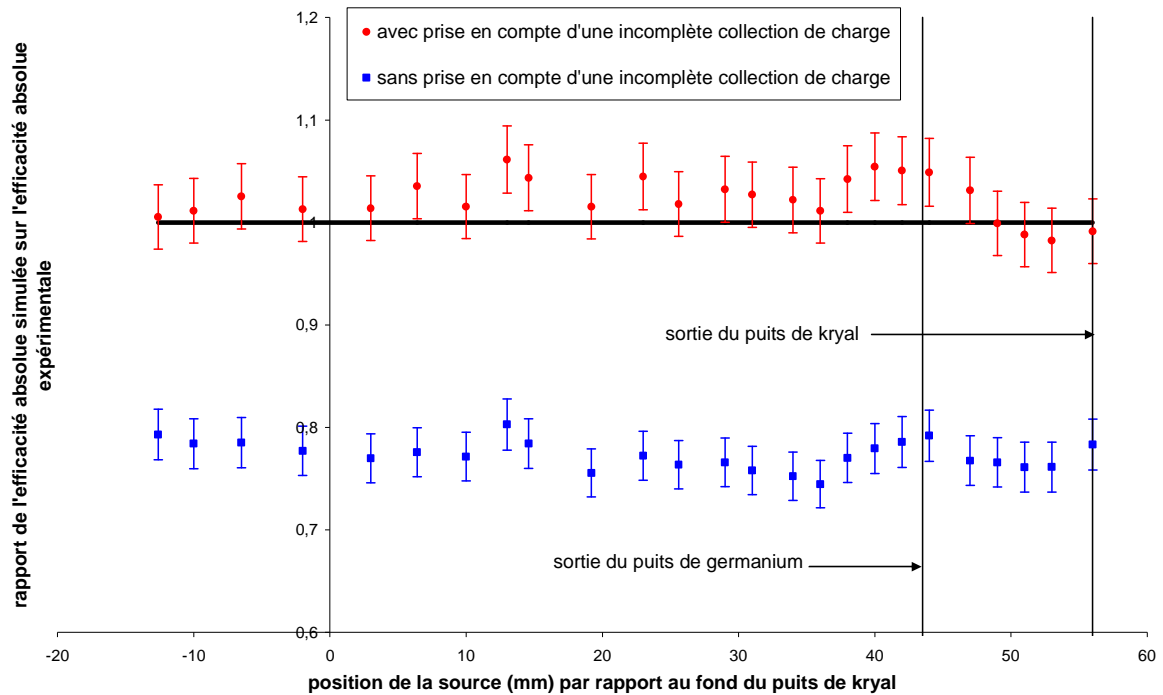 rapport de l'efficacité absolue simulée sur l'efficacité absolue
expérimentale
1,2
1,1
1
0,9
0,8
0,7
0,6
avec prise en compte d'une incomplète collection de charge
sans prise en compte d'une incomplète collection de charge
sortie du puits de kryal
sortie du puits de germanium
-20
-10
0
10
20
30
40
50
60
position de la source (mm) par rapport au fond du puits de kryal